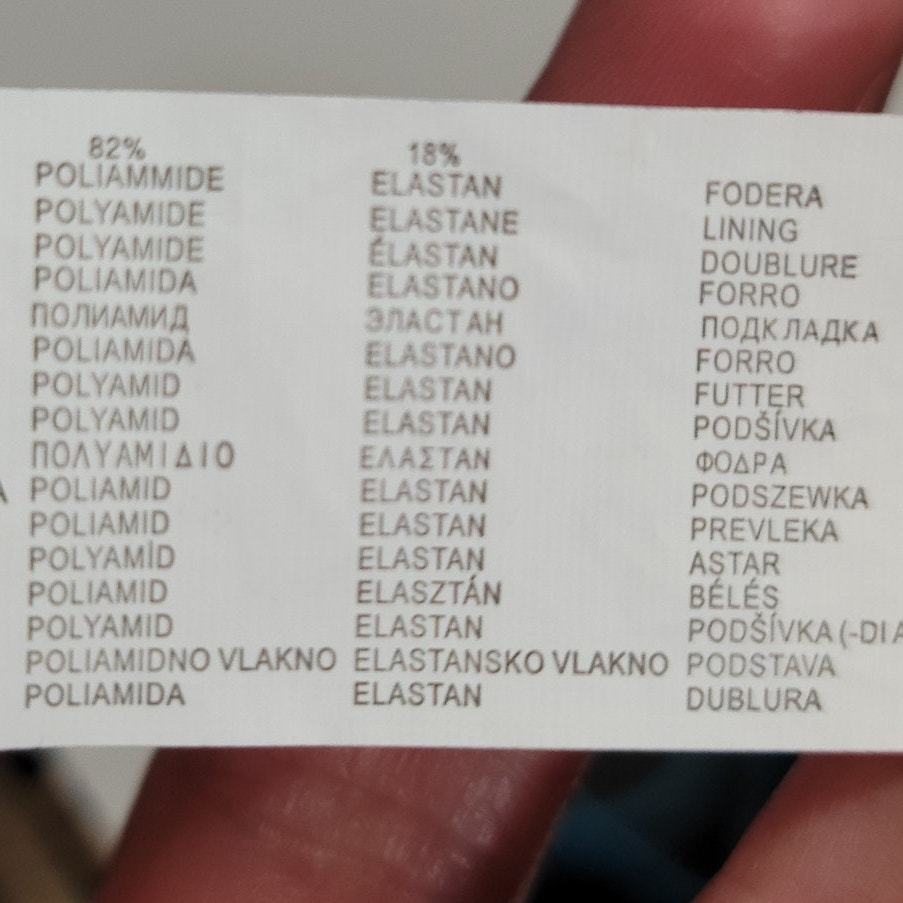 82% 18%
POLIAMMIDE ELASTAN FODERA
POLYAMIDE ELASTANE LINING
POLYAMIDE ÉLASTAN DOUBLURE
POLIAMIDA ELASTANO FORRO
ПОЛИАМИД ЭЛАСТАН ПОДКЛАДКА
POLIAMIDA ELASTANO FORRO
POLYAMID ELASTAN FUTTER
POLYAMID ELASTAN PODŠÍVKA
ΠΟΛΥΑΜΙΔΙΟ ΕΛΑΣΤΑΝ ΦΟΔΡΑ
A POLIAMID ELASTAN PODSZEWKA
POLIAMID ELASTAN PREVLEKA
POLYAMİD ELASTAN ASTAR
POLIAMID ELASZTÁN BÉLÉS
POLYAMID ELASTAN PODŠÍVKA (-DIA
POLIAMIDNO VLAKNO ELASTANSKO VLAKNO PODSTAVA
POLIAMIDA ELASTAN DUBLURA